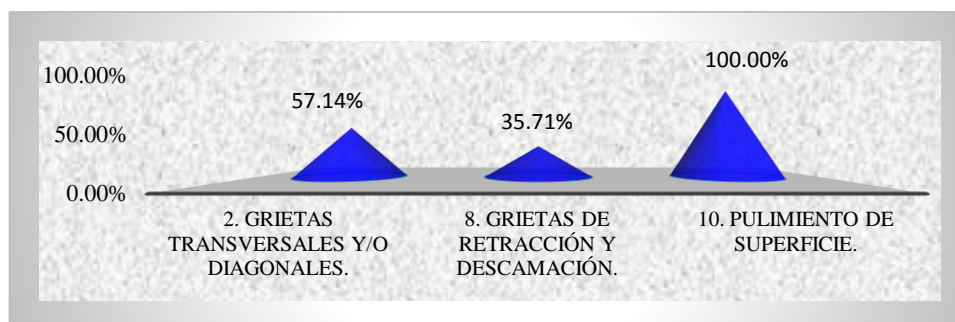 100.00%
50.00%
0.00%
57.14%
35.71%
100.00%
2. GRIETAS
TRANSVERSALES Y/O
DIAGONALES.
8. GRIETAS DE
RETRACCIÓN Y
DESCAMACIÓN.
10. PULIMIENTO DE
SUPERFICIE.